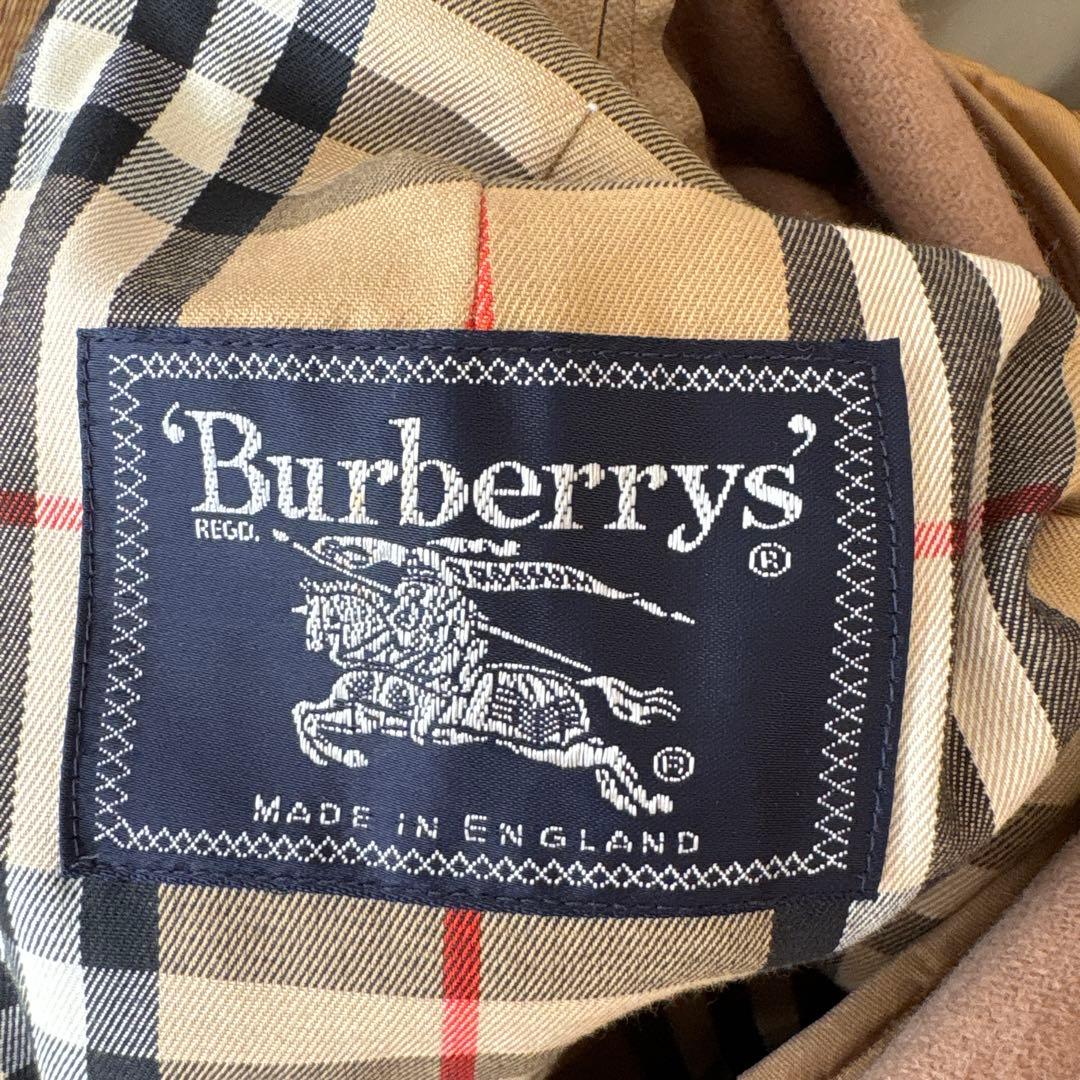 ‘Burberrys’
REGD.
®
®
MADE IN ENGLAND